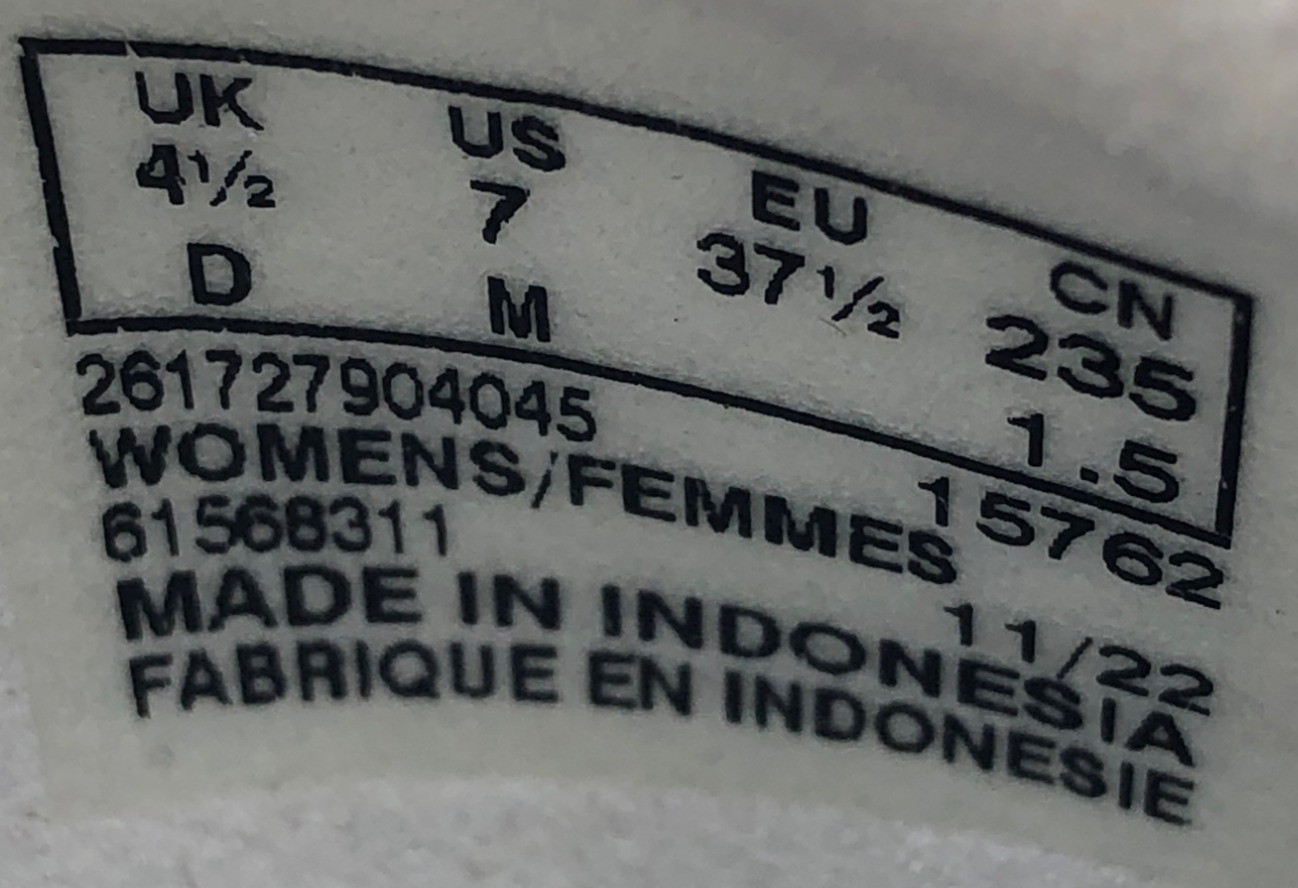 UK US EU CN
4½ 7 37½ 235
D M 1.5
261727904045 15762
WOMENS/FEMMES
61568311 11/22
MADE IN INDONESIA
FABRIQUE EN INDONESIE